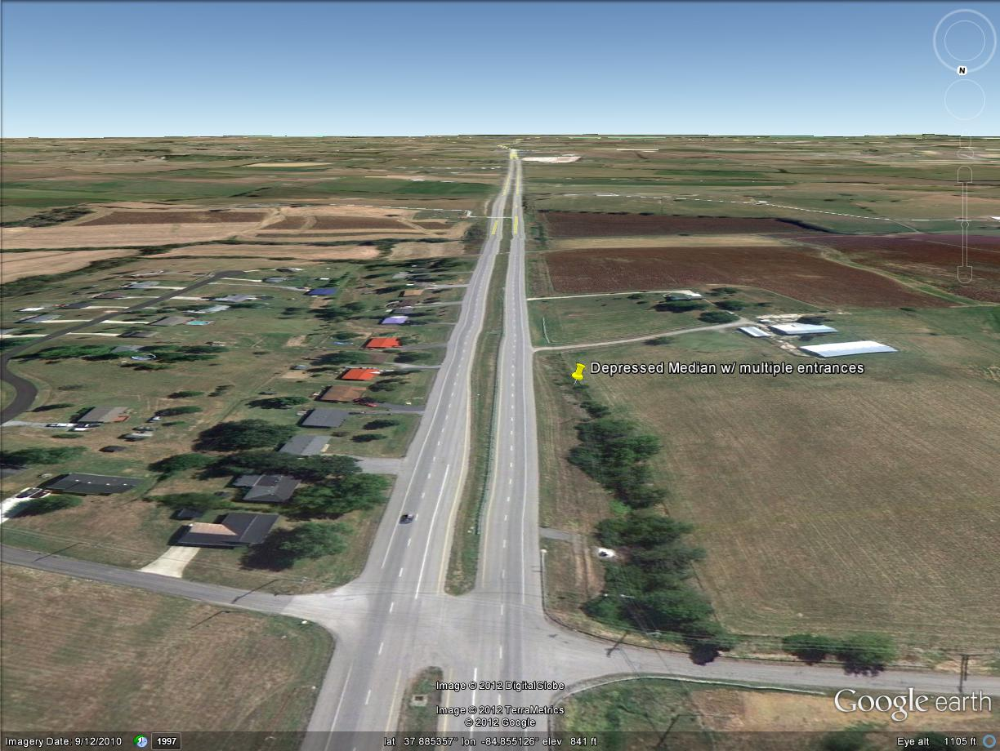 N
Depressed Median w/ multiple entrances
Image © 2012 DigitalGlobe
Image © 2012 TerraMetrics
© 2012 Google
Google earth
Imagery Date: 9/12/2010 1997 lat 37.885357° lon -84.855126° elev 841 ft Eye alt 1105 ft